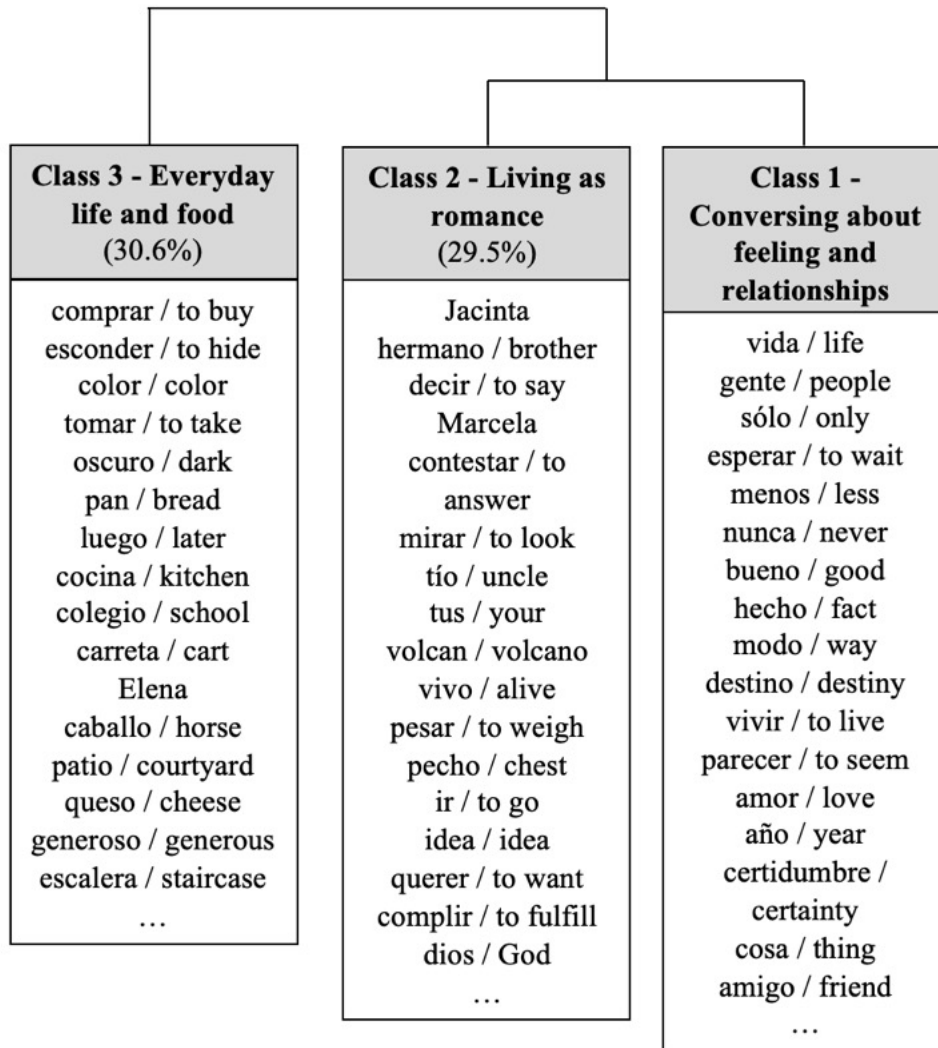 Class 3 - Everyday
life and food
(30.6%)
comprar / to buy
esconder / to hide
color / color
tomar / to take
oscuro / dark
pan / bread
luego / later
cocina / kitchen
colegio / school
carreta / cart
Elena
caballo / horse
patio / courtyard
queso / cheese
generoso / generous
escalera / staircase
…
Class 2 - Living as
romance
(29.5%)
Jacinta
hermano / brother
decir / to say
Marcela
contestar / to
answer
mirar / to look
tío / uncle
tus / your
volcan / volcano
vivo / alive
pesar / to weigh
pecho / chest
ir / to go
idea / idea
querer / to want
complir / to fulfill
dios / God
…
Class 1 -
Conversing about
feeling and
relationships
vida / life
gente / people
sólo / only
esperar / to wait
menos / less
nunca / never
bueno / good
hecho / fact
modo / way
destino / destiny
vivir / to live
parecer / to seem
amor / love
año / year
certidumbre /
certainty
cosa / thing
amigo / friend
…